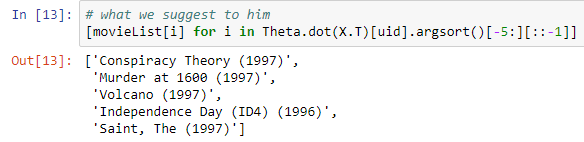 In [13]: # what we suggest to him
[movieList[i] for i in Theta.dot(X.T)[uid].argsort()[-5:][::-1]]
Out[13]: ['Conspiracy Theory (1997)',
'Murder at 1600 (1997)',
'Volcano (1997)',
'Independence Day (ID4) (1996)',
'Saint, The (1997)']